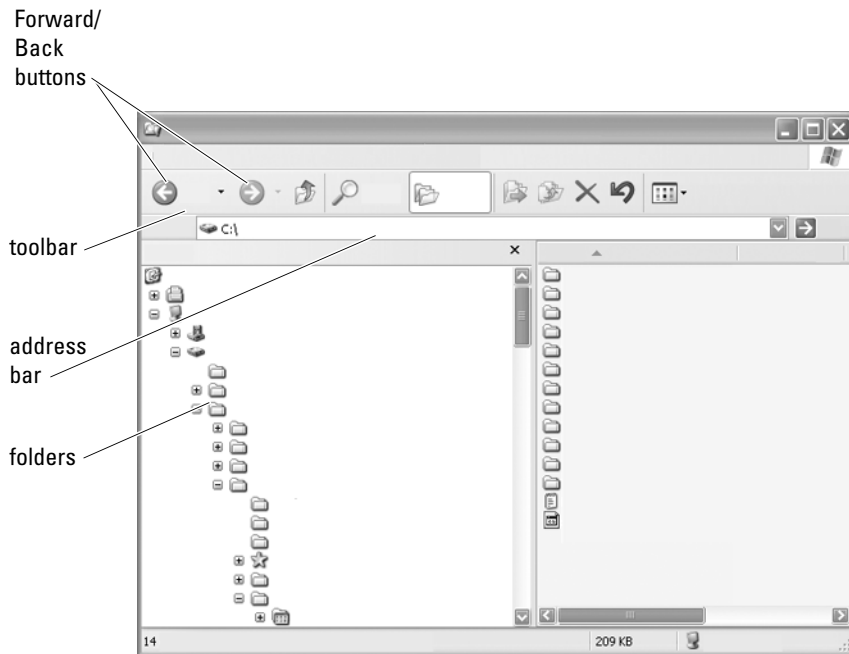 Forward/
Back
buttons
toolbar
C:\
address
bar
folders
14
209 KB